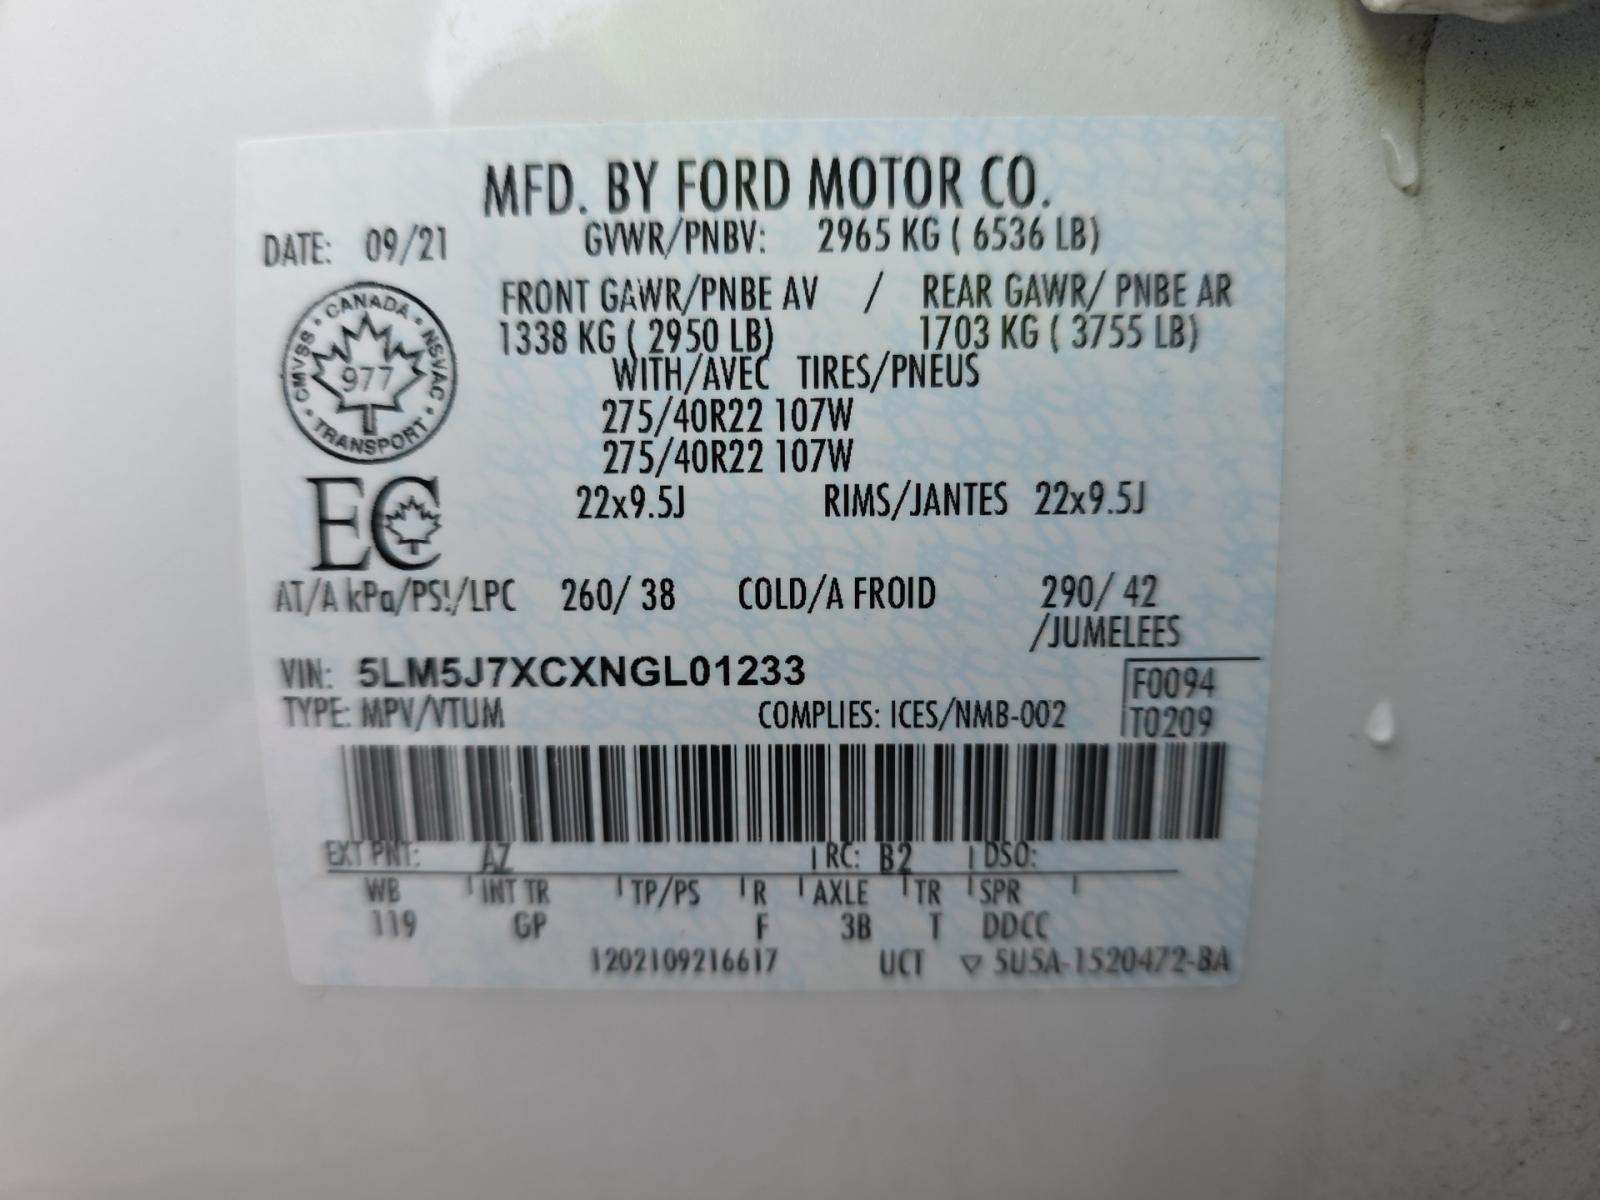 MFD. BY FORD MOTOR CO.
DATE: 09/21
GVWR/PNBV: 2965 KG ( 6536 LB)
FRONT GAWR/PNBE AV / REAR GAWR/ PNBE AR
1338 KG ( 2950 LB) 1703 KG ( 3755 LB)
WITH/AVEC TIRES/PNEUS
275/40R22 107W
275/40R22 107W
22x9.5J RIMS/JANTES 22x9.5J
CMVSS • CANADA • NSVAC • TRANSPORT •
977
EC
AT/A kPa/PSI/LPC 260/ 38 COLD/A FROID 290/ 42
/JUMELEES
VIN: 5LM5J7XCXNGL01233
F0094
TYPE: MPV/VTUM COMPLIES: ICES/NMB-002
T0209
EXT PNT: AZ RC: B2 DSO:
WB INT TR TP/PS R AXLE TR SPR
119 GP F 3B T DDCC
1202109216617 UCT ▽ 5U5A-1520472-BA